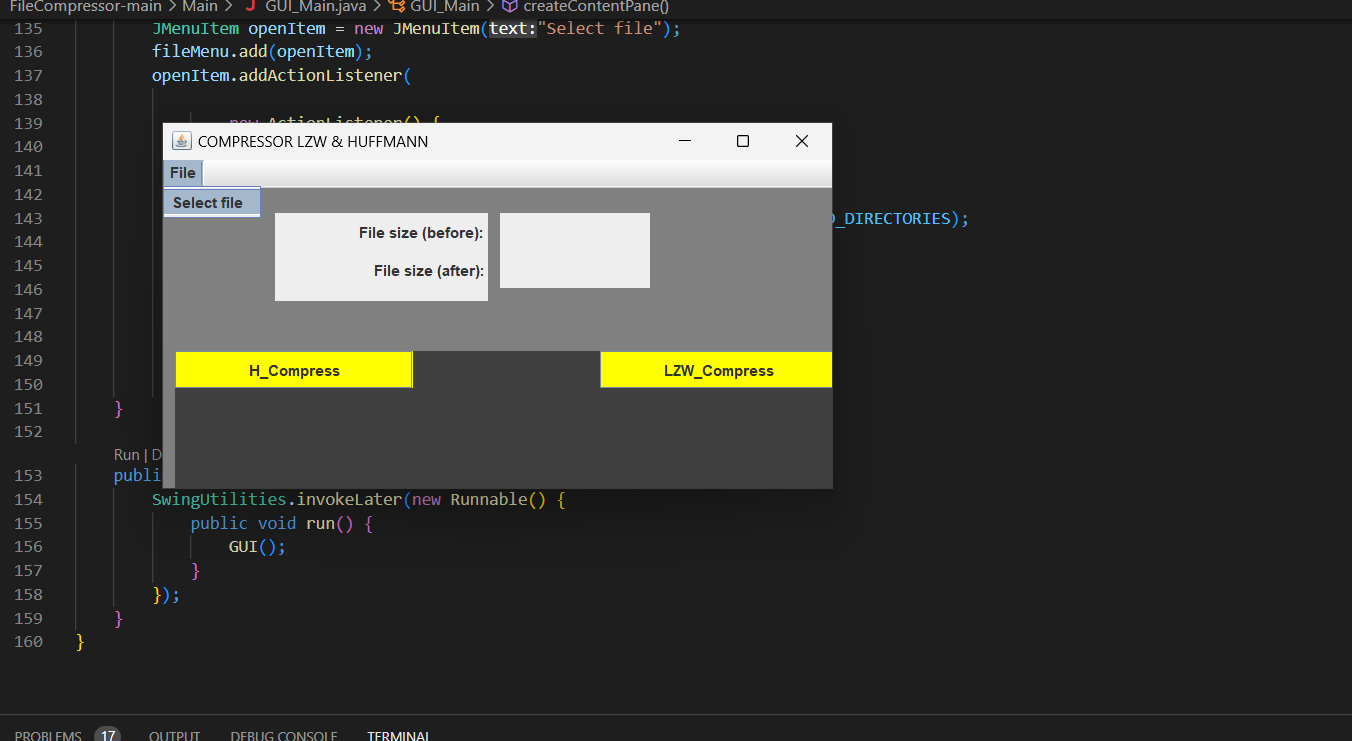 FileCompressor-main > Main > GUI_Main.java > GUI_Main > createContentPane()
135 JMenuItem openItem = new JMenuItem(text:"Select file");
136 fileMenu.add(openItem);
137 openItem.addActionListener(
138
139 new ActionListener() {
COMPRESSOR LZW & HUFFMANN
140
File
141
142
Select file
143 D_DIRECTORIES);
File size (before):
144
145
File size (after):
146
147
148
149
H_Compress LZW_Compress
150
151 }
152
Run | D
153 publi
154 SwingUtilities.invokeLater(new Runnable() {
155 public void run() {
156 GUI();
157 }
158 });
159 }
160 }
PROBLEMS 17 OUTPUT DEBUG CONSOLE TERMINAL